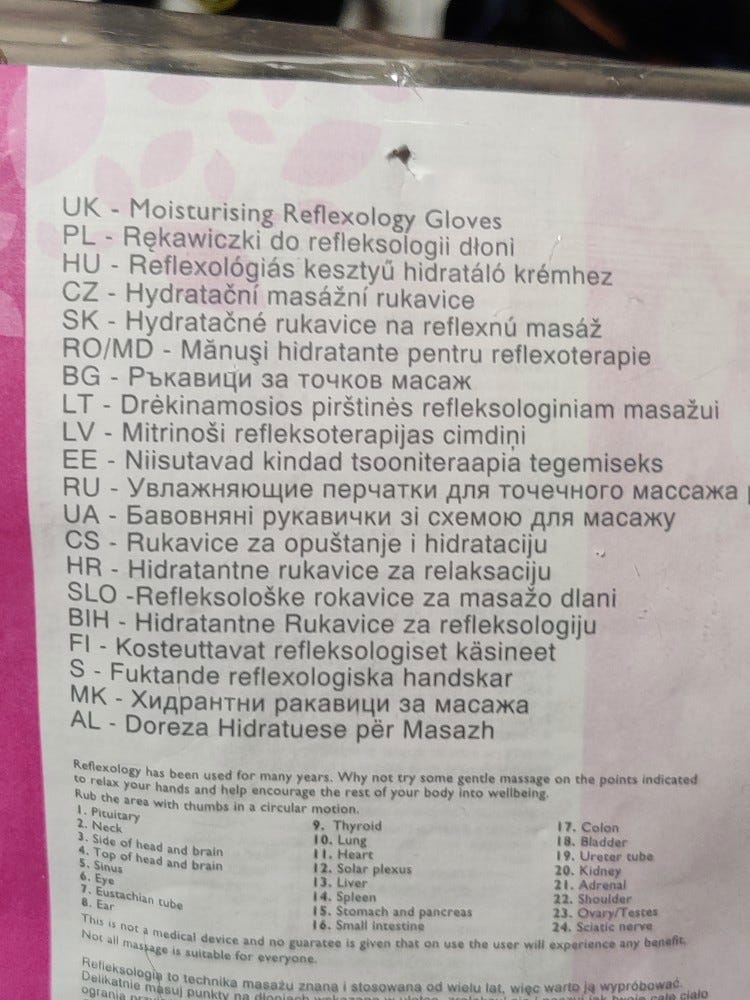 UK - Moisturising Reflexology Gloves
PL - Rękawiczki do refleksologii dłoni
HU - Reflexológiás kesztyű hidratáló krémhez
CZ - Hydratační masážní rukavice
SK - Hydratačné rukavice na reflexnú masáž
RO/MD - Mănuşi hidratante pentru reflexoterapie
BG - Ръкавици за точков масаж
LT - Drėkinamosios pirštinės refleksologiniam masažui
LV - Mitrinoši refleksoterapijas cimdiņi
EE - Niisutavad kindad tsooniteraapia tegemiseks
RU - Увлажняющие перчатки для точечного массажа
UA - Бавовняні рукавички зі схемою для масажу
CS - Rukavice za opuštanje i hidrataciju
HR - Hidratantne rukavice za relaksaciju
SLO -Refleksološke rokavice za masažo dlani
BIH - Hidratantne Rukavice za refleksologiju
FI - Kosteuttavat refleksologiset käsineet
S - Fuktande reflexologiska handskar
MK - Хидрантни ракавици за масажа
AL - Doreza Hidratuese për Masazh
Reflexology has been used for many years. Why not try some gentle massage on the points indicated
to relax your hands and help encourage the rest of your body into wellbeing.
Rub the area with thumbs in a circular motion.
1. Pituitary
2. Neck
3. Side of head and brain
4. Top of head and brain
5. Sinus
6. Eye
7. Eustachian tube
8. Ear
9. Thyroid
10. Lung
11. Heart
12. Solar plexus
13. Liver
14. Spleen
15. Stomach and pancreas
16. Small intestine
17. Colon
18. Bladder
19. Ureter tube
20. Kidney
21. Adrenal
22. Shoulder
23. Ovary/Testes
24. Sciatic nerve
This is not a medical device and no guaratee is given that on use the user will experience any benefit.
Not all massage is suitable for everyone.
Refleksologia to technika masażu znana i stosowana od wielu lat, więc warto ją wypróbować.
Delikatnie masuj punkty na dłoniach